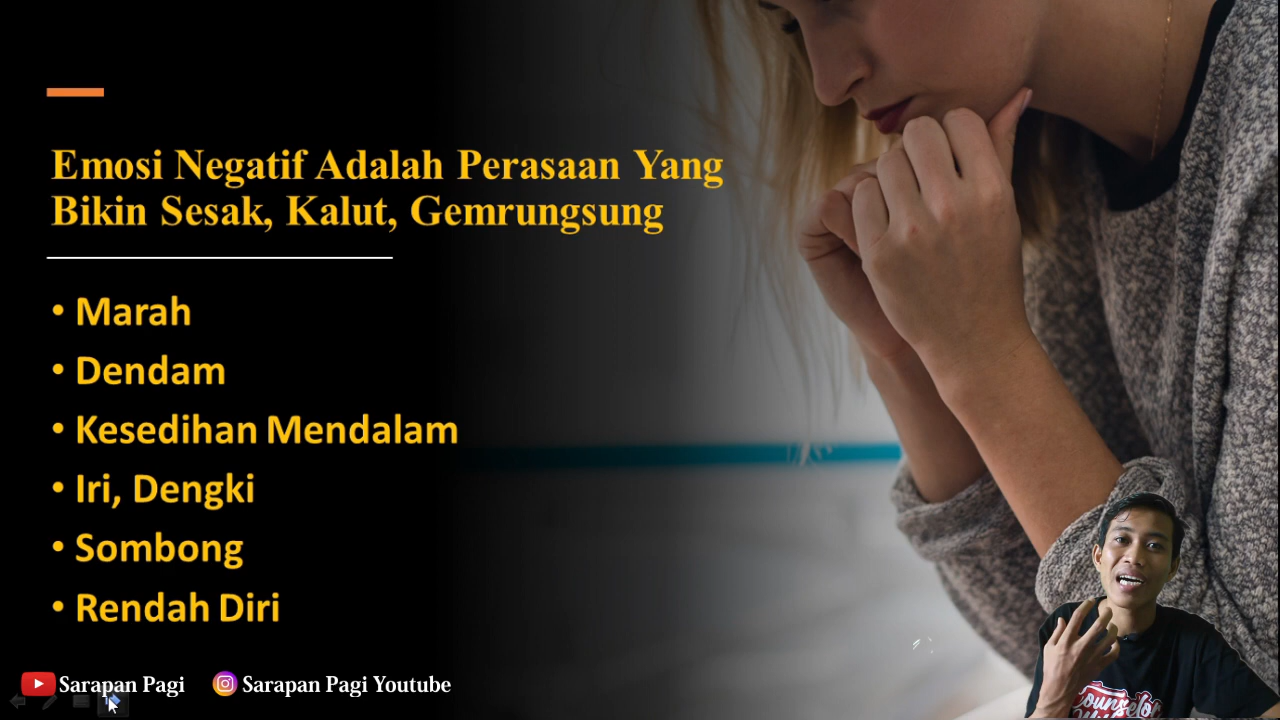 Emosi Negatif Adalah Perasaan Yang
Bikin Sesak, Kalut, Gemrungsung
• Marah
• Dendam
• Kesedihan Mendalam
• Iri, Dengki
• Sombong
• Rendah Diri
Sarapan Pagi
Sarapan Pagi Youtube